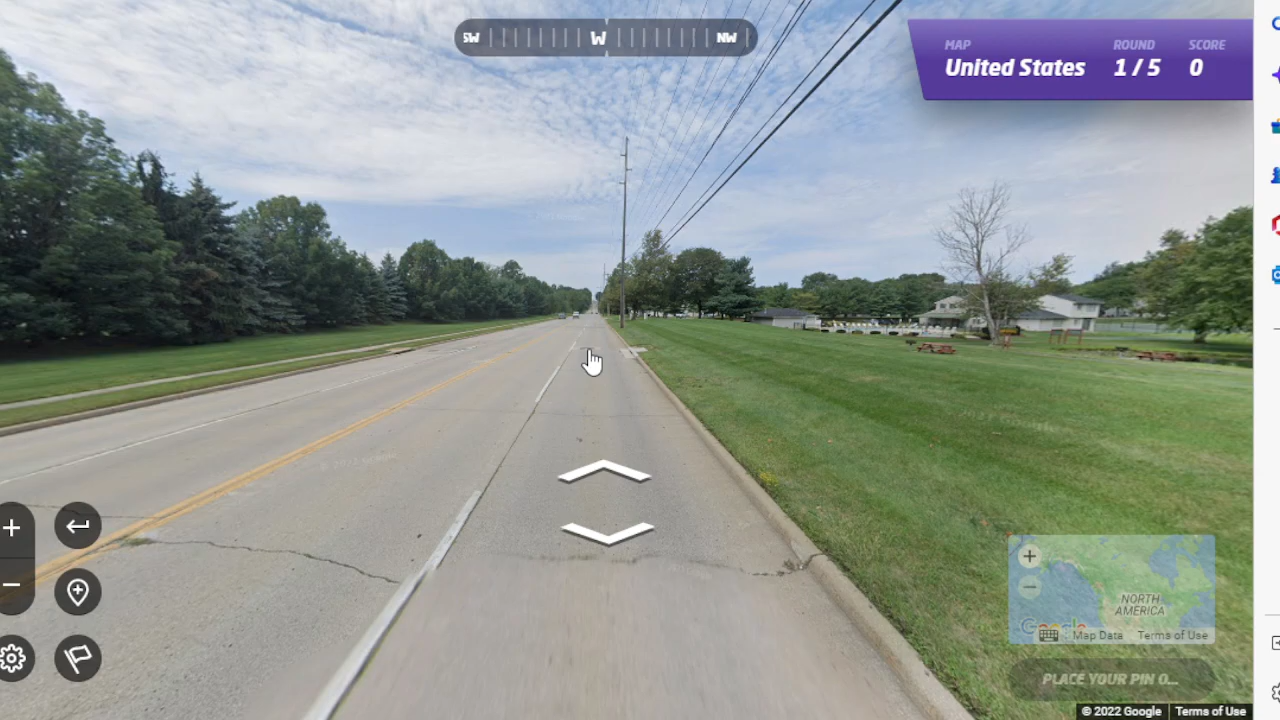 SW W NW
MAP ROUND SCORE
United States 1 / 5 0
NORTH
AMERICA
Google
Map Data Terms of Use
PLACE YOUR PIN O...
© 2022 Google Terms of Use